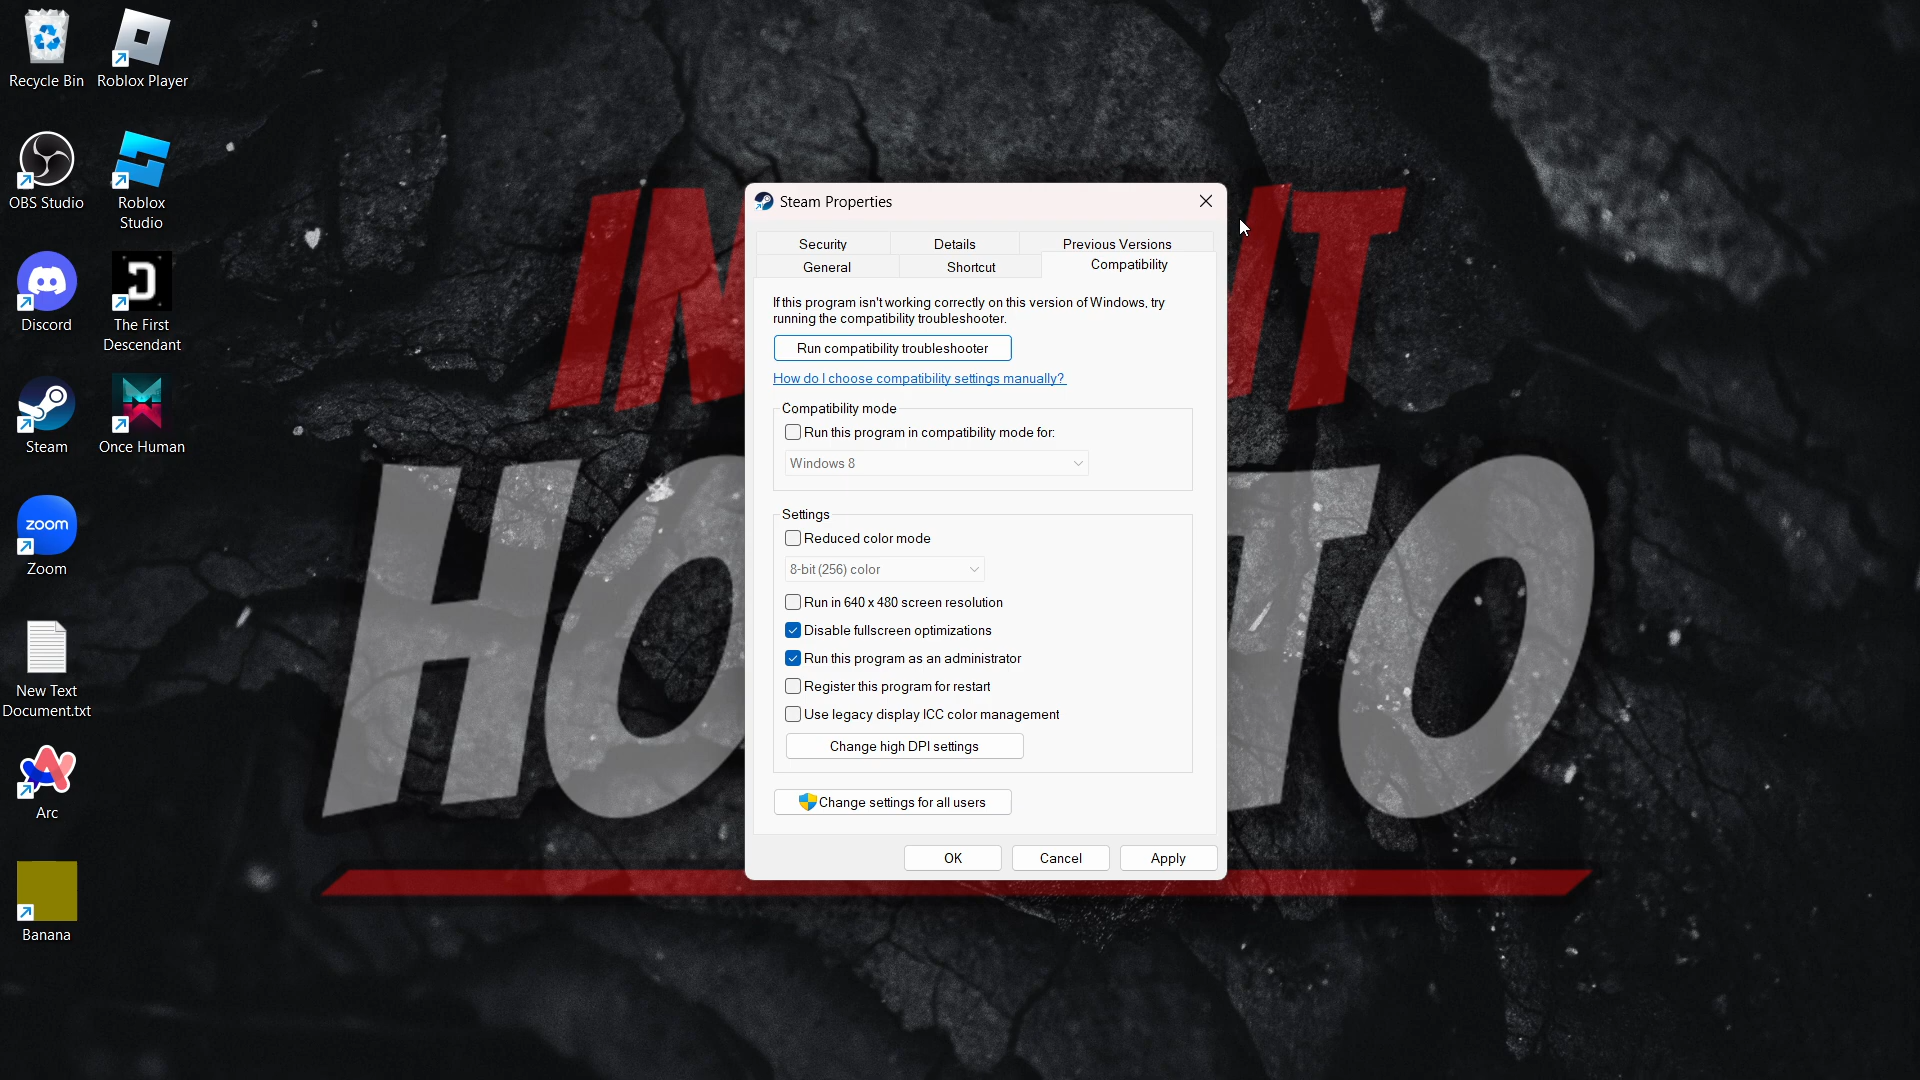 Recycle Bin
Roblox Player
OBS Studio
Roblox
Studio
Discord
The First
Descendant
Steam
Once Human
zoom
Zoom
New Text
Document.txt
Arc
Banana
Steam Properties
Security
Details
Previous Versions
General
Shortcut
Compatibility
If this program isn't working correctly on this version of Windows, try
running the compatibility troubleshooter.
Run compatibility troubleshooter
How do I choose compatibility settings manually?
Compatibility mode
Run this program in compatibility mode for:
Windows 8
Settings
Reduced color mode
8-bit (256) color
Run in 640 x 480 screen resolution
Disable fullscreen optimizations
Run this program as an administrator
Register this program for restart
Use legacy display ICC color management
Change high DPI settings
Change settings for all users
OK
Cancel
Apply